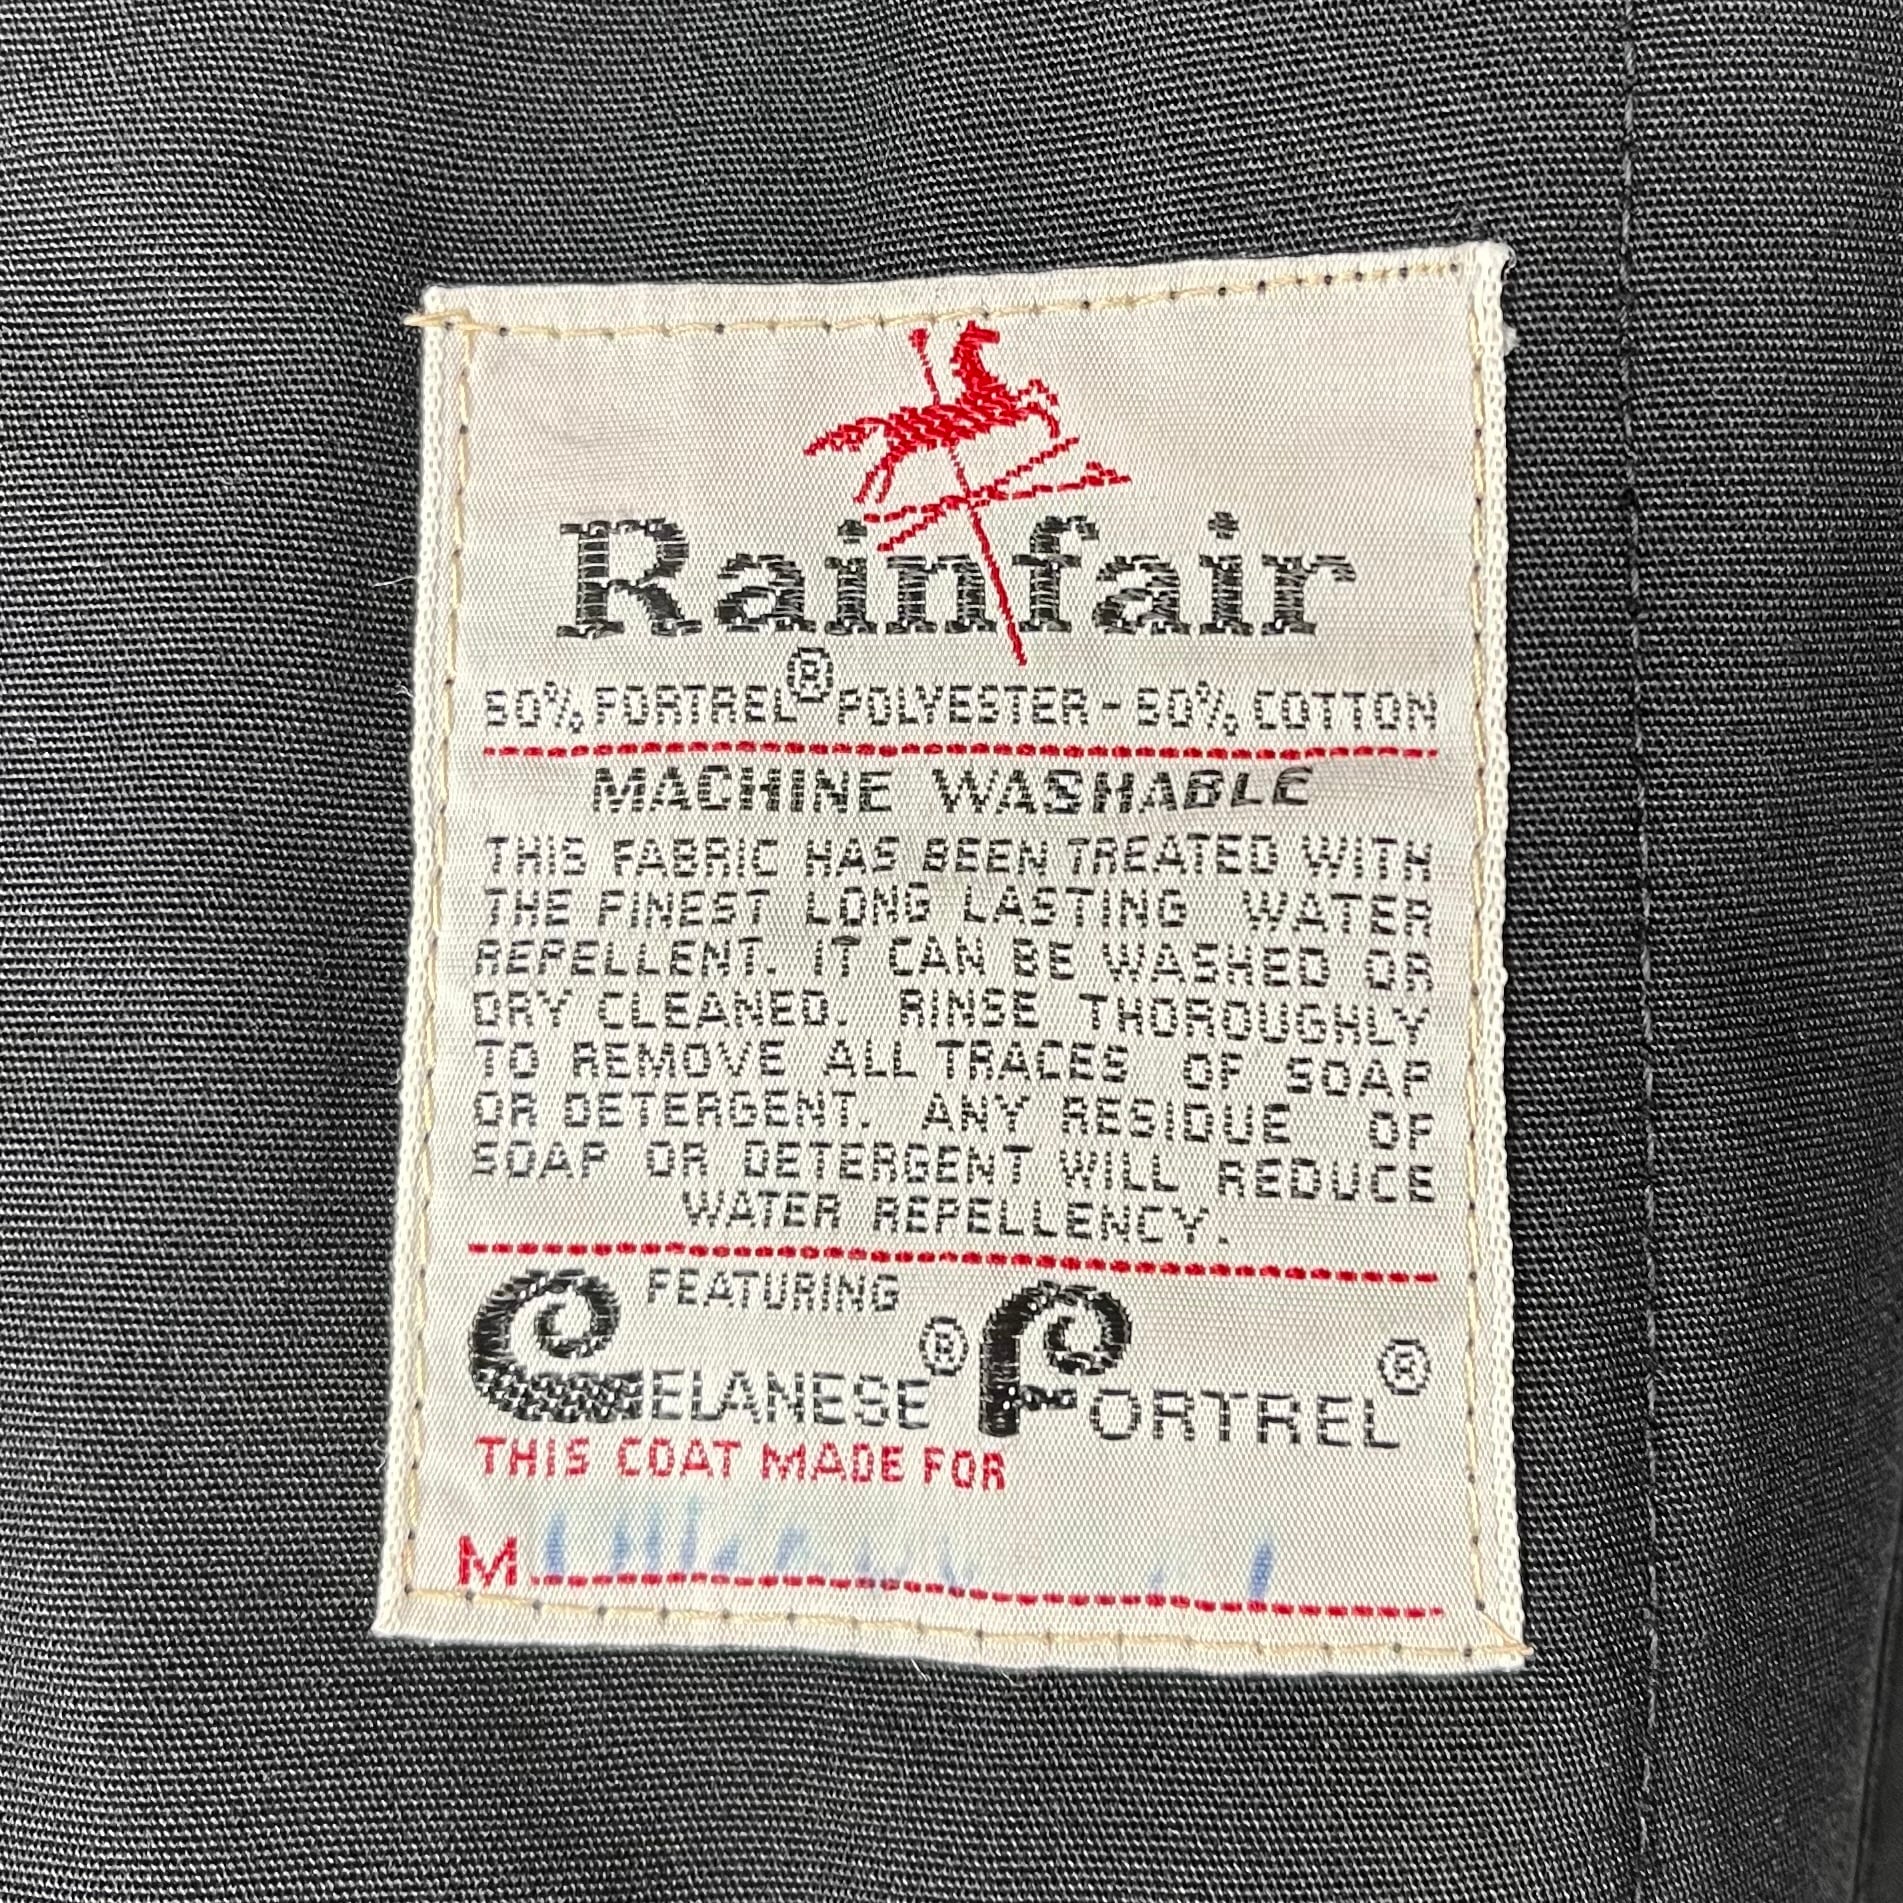 Rainfair
50% FORTREL® POLYESTER - 50% COTTON
MACHINE WASHABLE
THIS FABRIC HAS BEEN TREATED WITH
THE FINEST LONG LASTING WATER
REPELLENT. IT CAN BE WASHED OR
DRY CLEANED. RINSE THOROUGHLY
TO REMOVE ALL TRACES OF SOAP
OR DETERGENT. ANY RESIDUE OF
SOAP OR DETERGENT WILL REDUCE
WATER REPELLENCY.
FEATURING
CELANESE® FORTREL®
THIS COAT MADE FOR
M